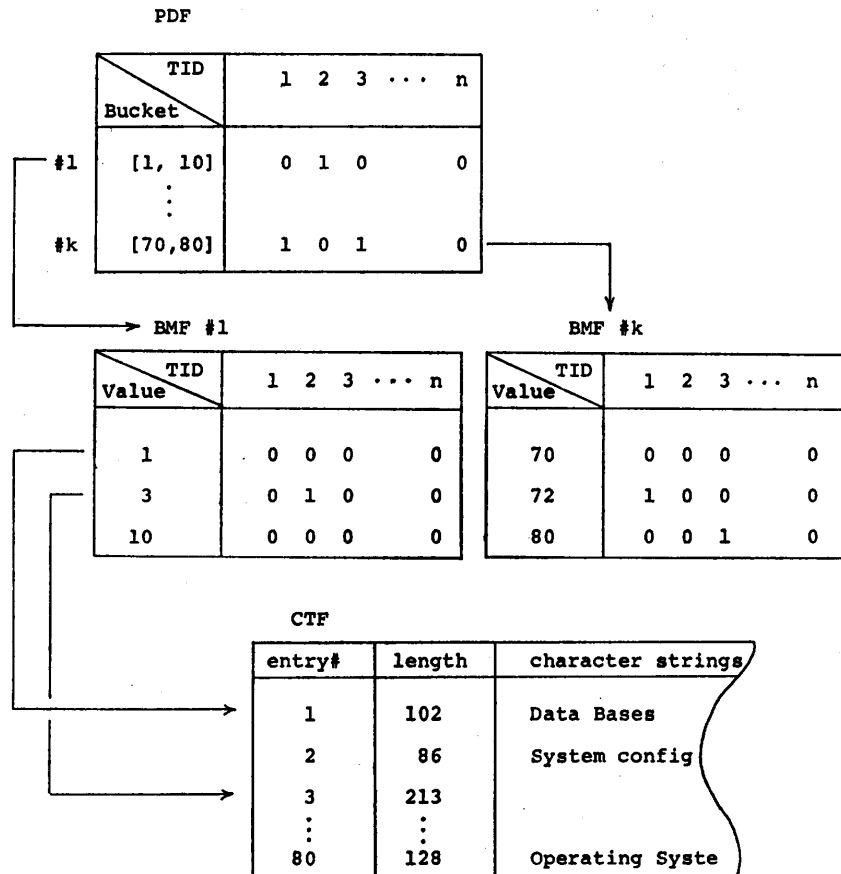 PDF
TID 1 2 3 ··· n
Bucket
#1 [1, 10] 0 1 0 0
#k [70,80] 1 0 1 0
BMF #1
TID 1 2 3 ··· n
Value
1 0 0 0 0
3 0 1 0 0
10 0 0 0 0
BMF #k
TID 1 2 3 ··· n
Value
70 0 0 0 0
72 1 0 0 0
80 0 0 1 0
CTF
entry# length character strings
1 102 Data Bases
2 86 System config
3 213
80 128 Operating Syste